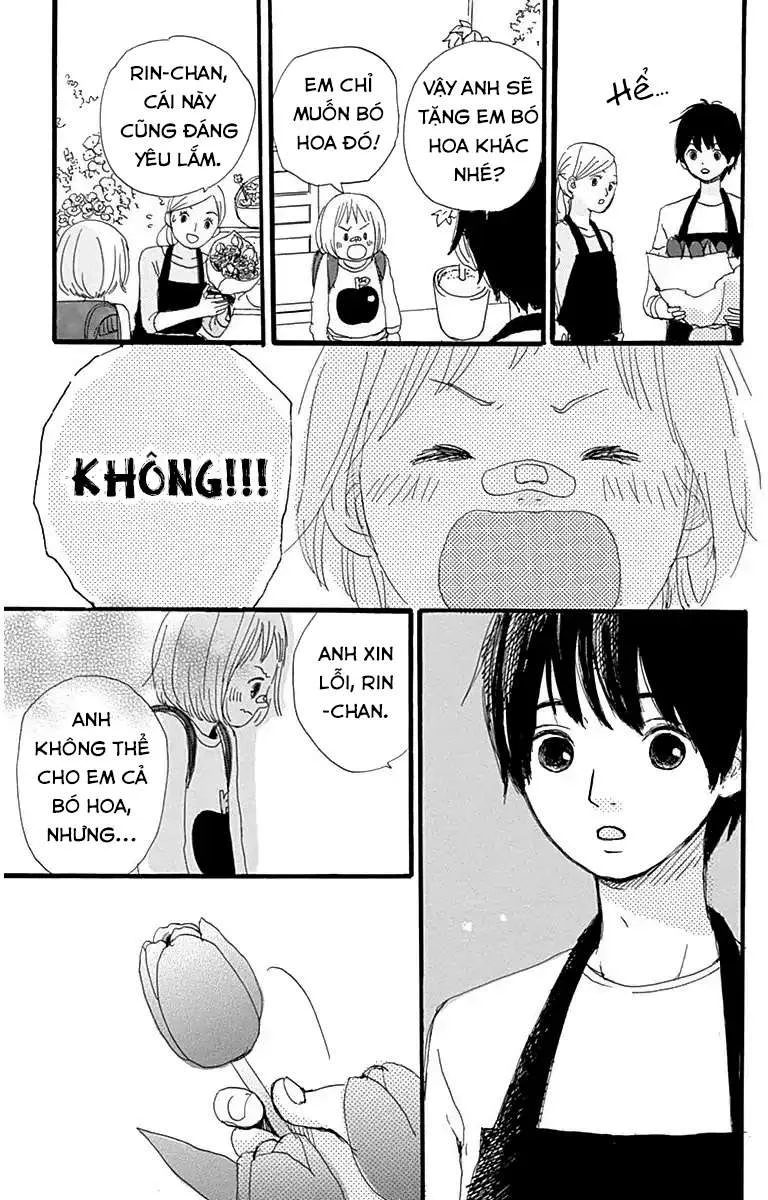 Hể...
VẬY ANH SẼ
TẶNG EM BÓ
HOA KHÁC
NHÉ?
EM CHỈ
MUỐN BÓ
HOA ĐÓ!
RIN-CHAN,
CÁI NÀY
CŨNG ĐÁNG
YÊU LẮM.
KHÔNG!!!
ANH XIN
LỖI, RIN
-CHAN.
ANH
KHÔNG THỂ
CHO EM CẢ
BÓ HOA,
NHƯNG...